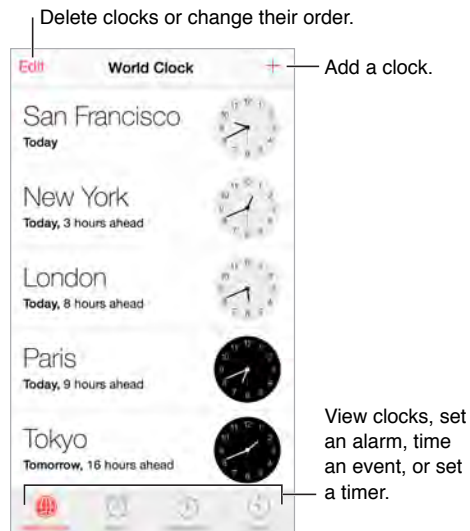 Delete clocks or change their order.
Edit World Clock +
Add a clock.
San Francisco
Today
New York
Today, 3 hours ahead
London
Today, 8 hours ahead
Paris
Today, 9 hours ahead
Tokyo
Tomorrow, 16 hours ahead
View clocks, set
an alarm, time
an event, or set
a timer.